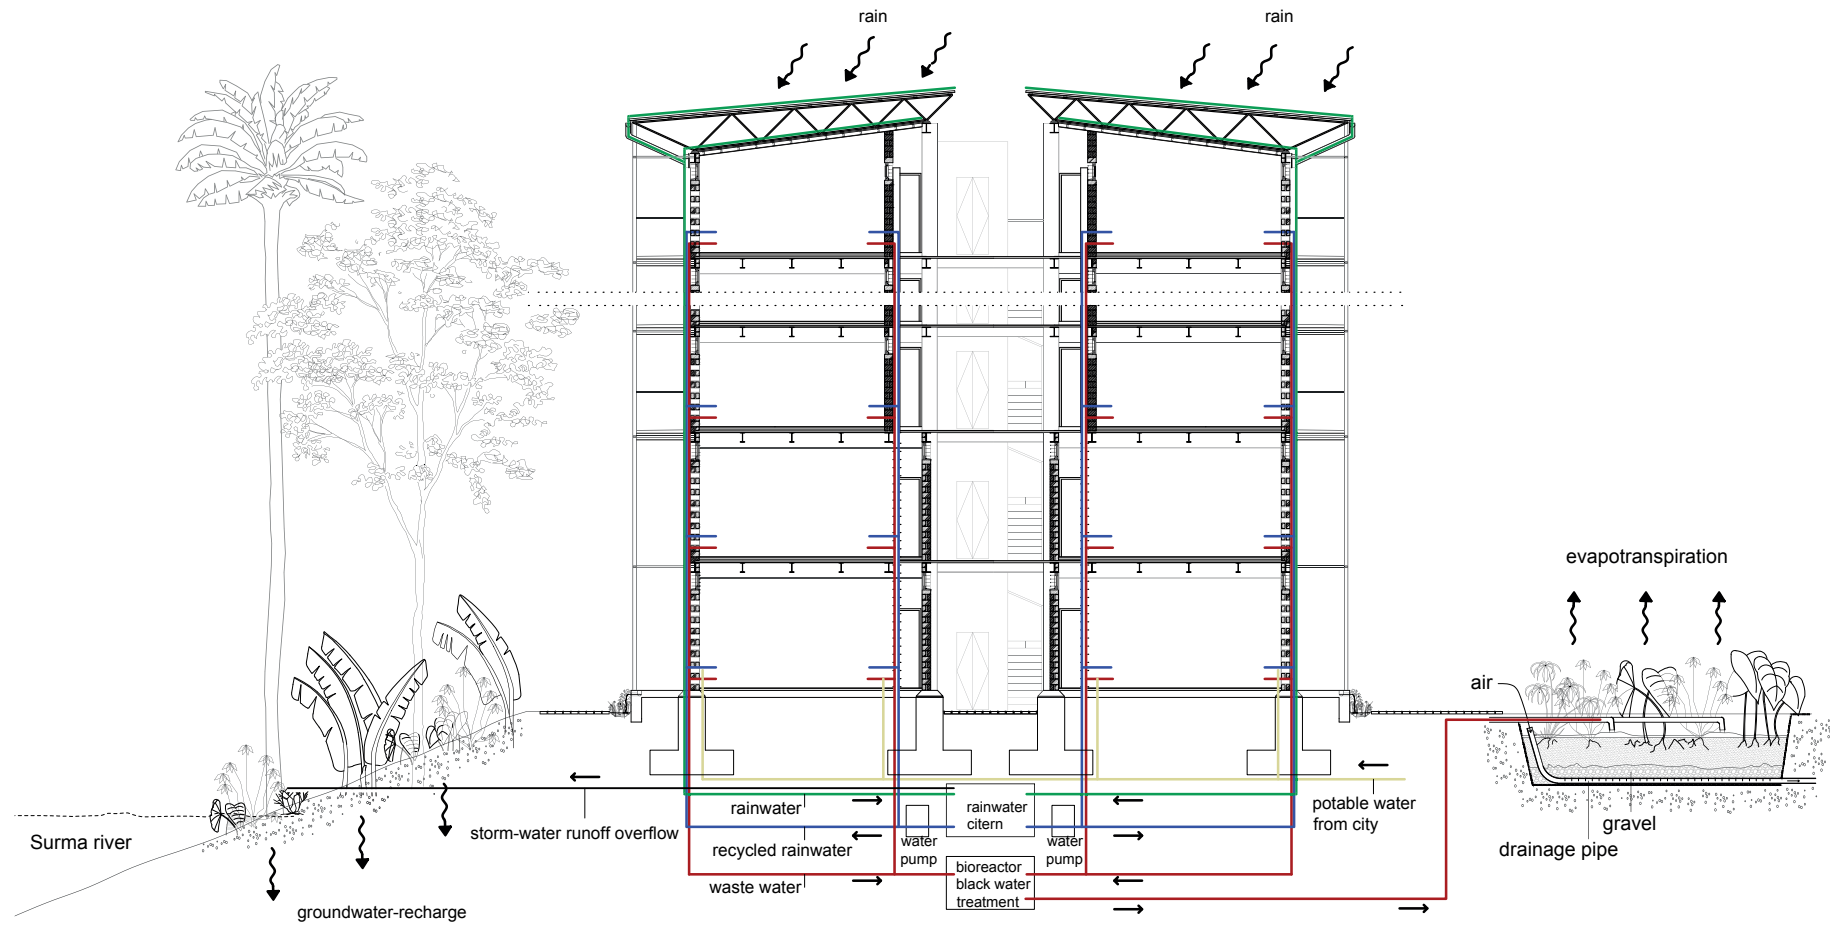 rain
rain
evapotranspiration
air
rainwater
rainwater
citern
potable water
from city
gravel
storm-water runoff overflow
Surma river
recycled rainwater
water
pump
water
pump
drainage pipe
bioreactor
black water
treatment
waste water
groundwater-recharge